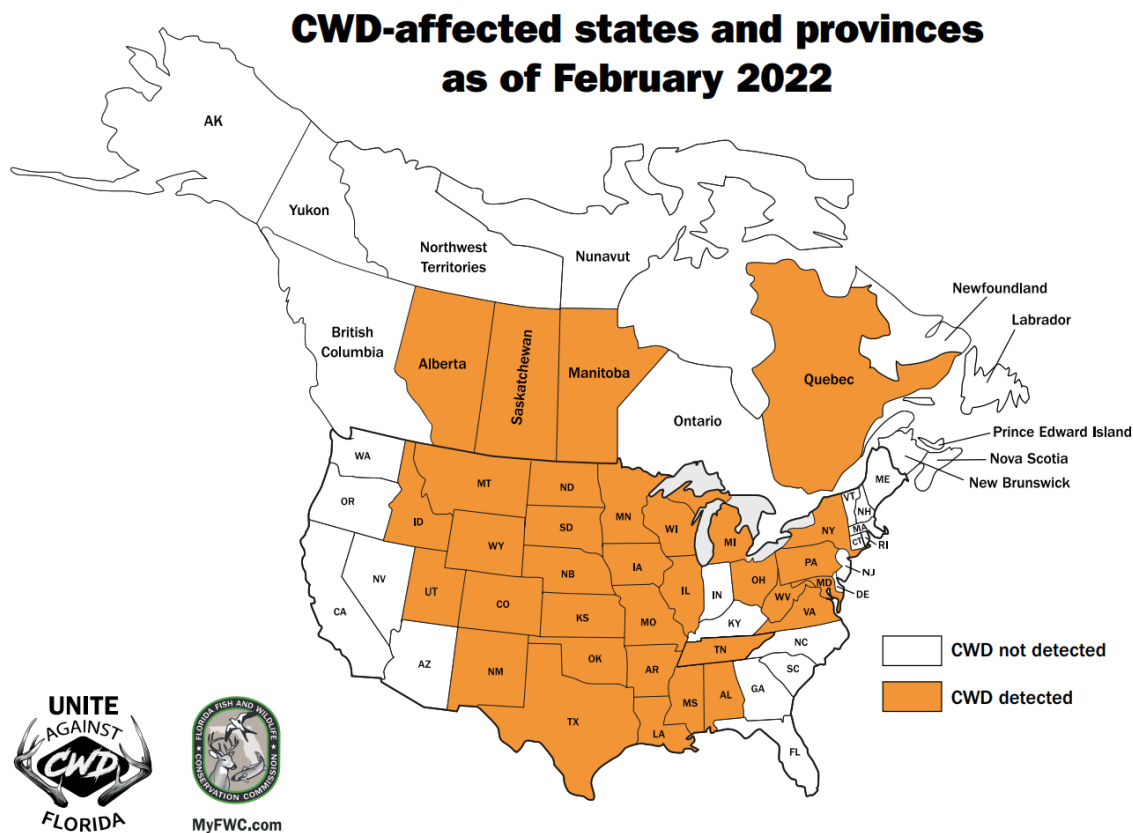 CWD-affected states and provinces
as of February 2022
AK
Yukon
Northwest
Territories
Nunavut
British
Columbia
Alberta
Saskatchewan
Manitoba
Ontario
Quebec
Newfoundland
Labrador
Prince Edward Island
Nova Scotia
New Brunswick
WA
OR
ID
MT
ND
SD
MN
WI
MI
NY
VT
NH
ME
MA
CT
RI
NJ
DE
MD
PA
OH
WV
VA
IN
IL
IA
NB
WY
NV
UT
CO
KS
MO
KY
CA
AZ
NM
OK
AR
TN
NC
SC
GA
AL
MS
LA
TX
FL
CWD not detected
CWD detected
UNITE
AGAINST
CWD
FLORIDA
FLORIDA FISH AND WILDLIFE
CONSERVATION COMMISSION
MyFWC.com